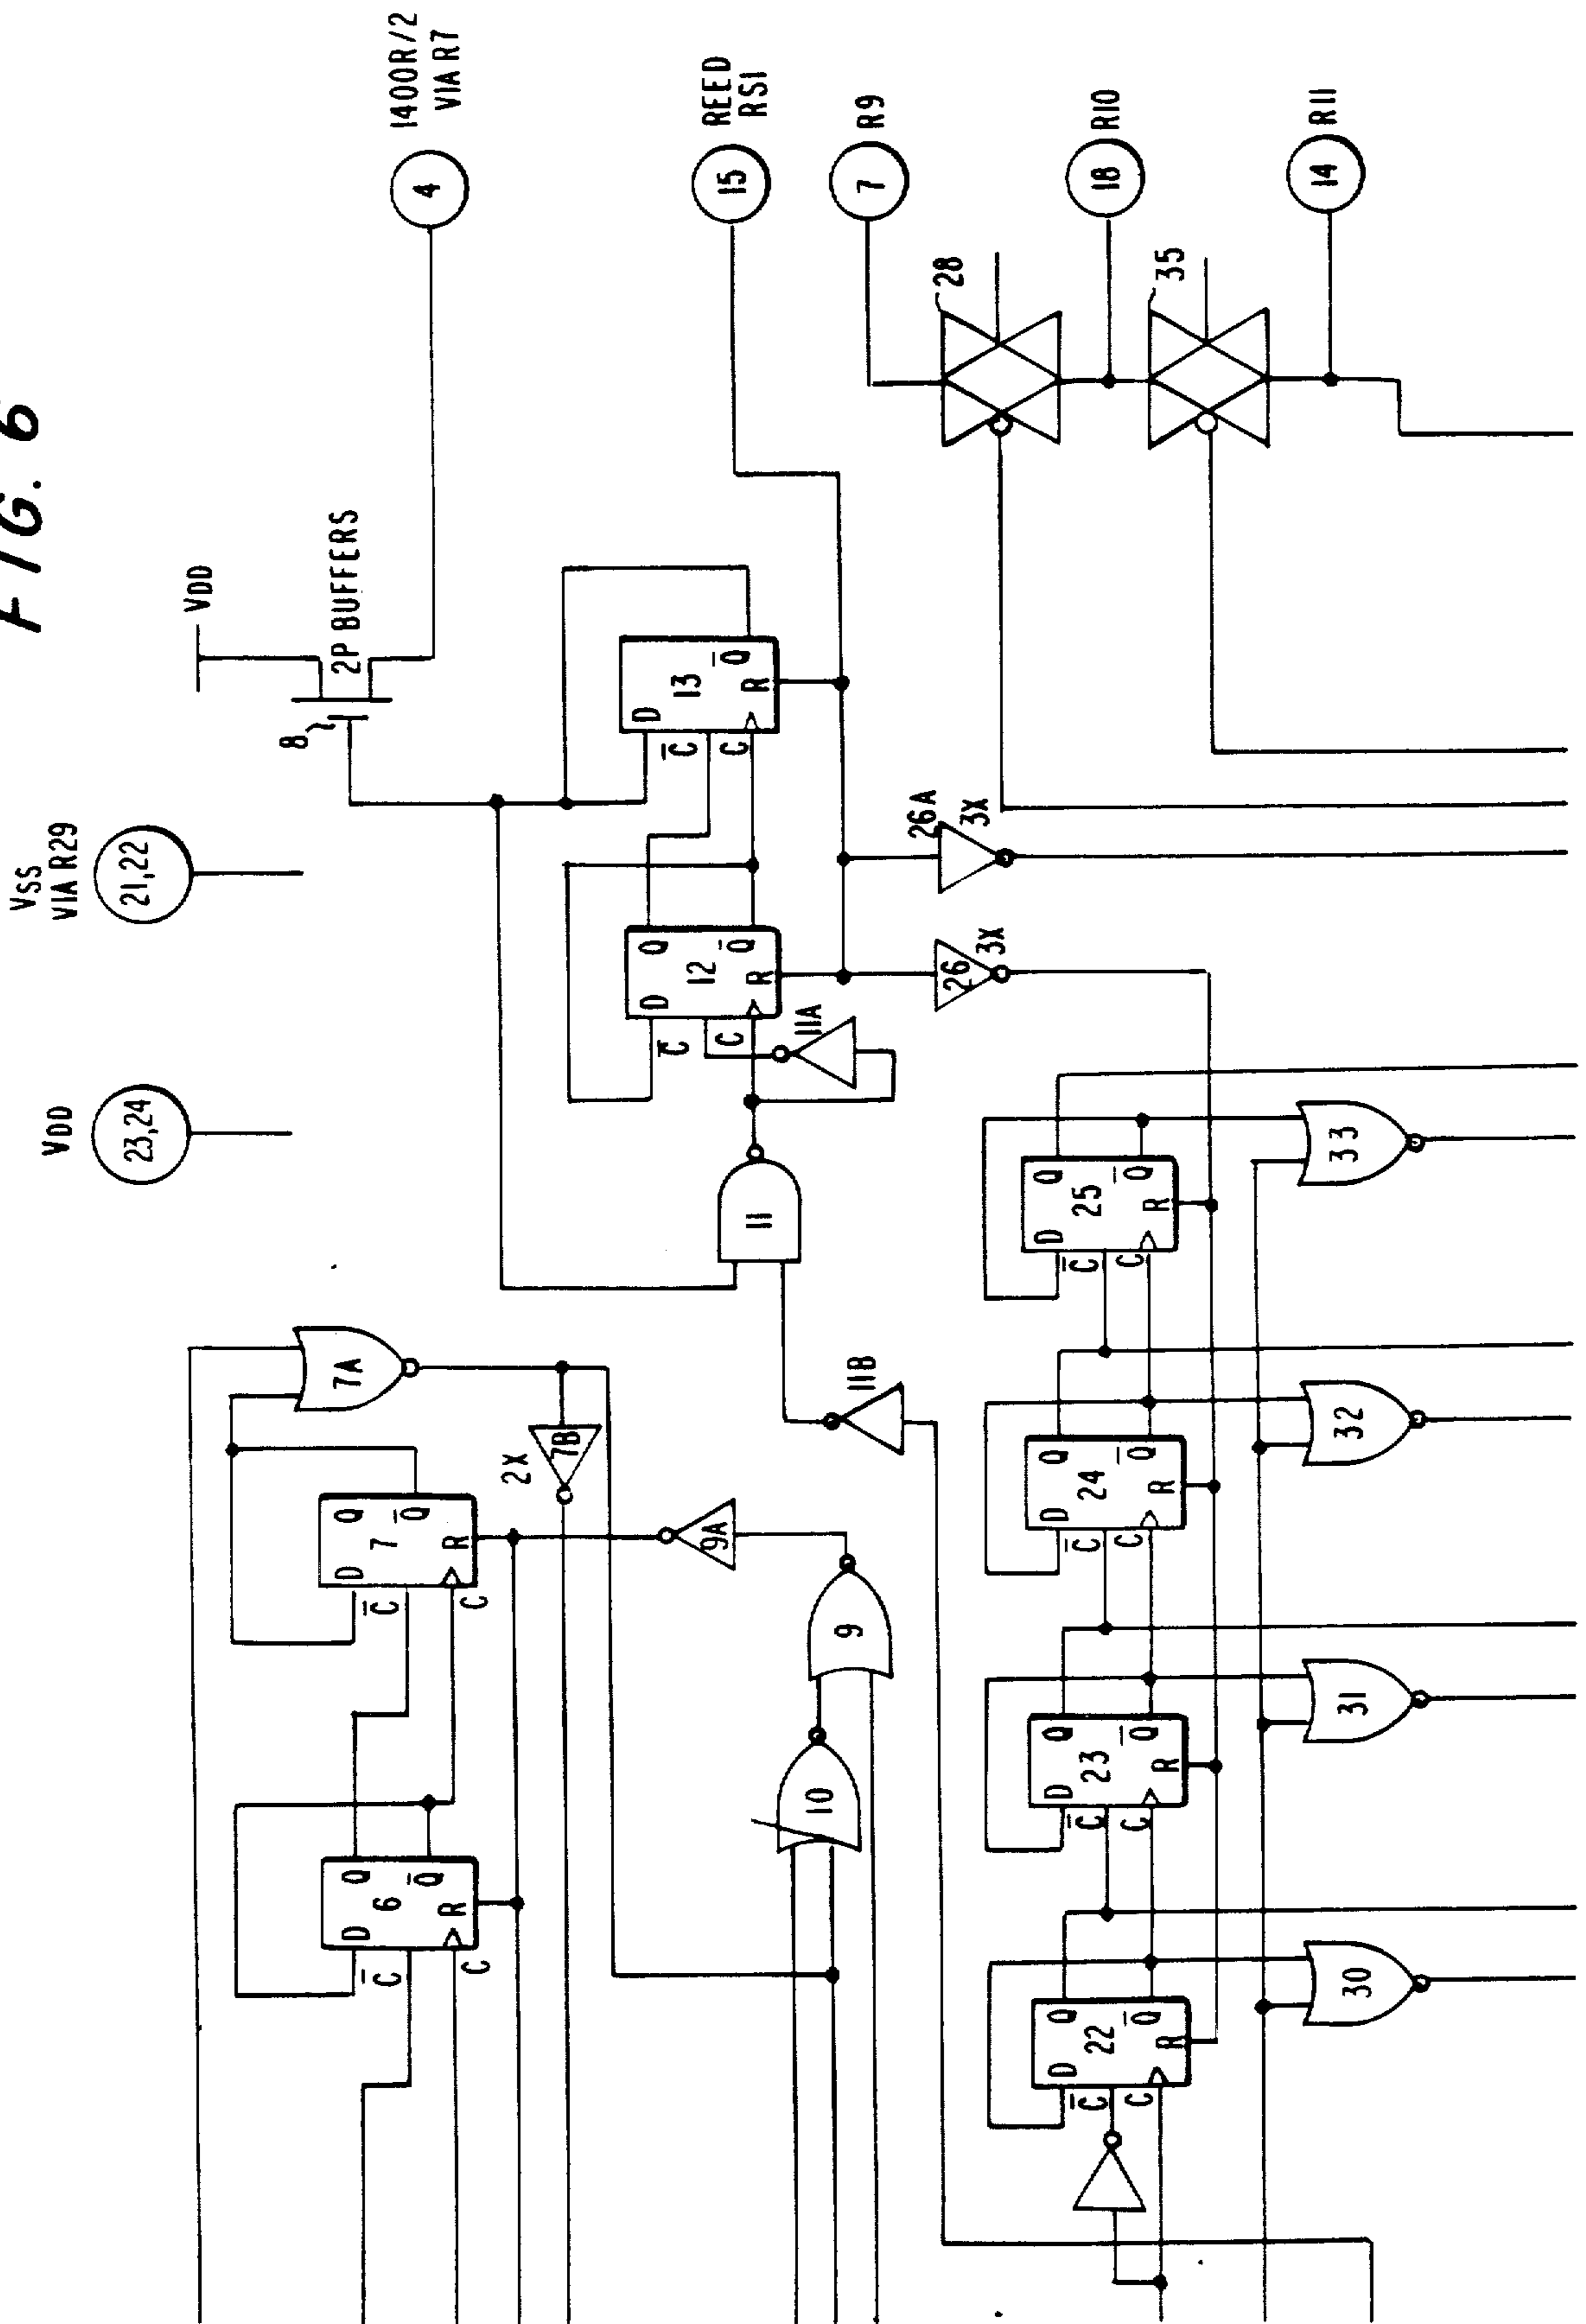 FIG. 6
VSS
VIA R29
21,22
VDD
23,24
VDD
8
2P BUFFERS
1400R/2
VIA R7
4
REED
RS1
15
7
R9
18
R10
14
R11
28
35
D
Q
C̅
6
Q̅
C
R
D
Q
C̅
7
Q̅
C
R
7A
2X
7B
9A
9
10
11
11A
11B
D
Q
C̅
12
Q̅
C
R
D
C̅
13
Q̅
C
R
26
3X
26A
3X
D
Q
C̅
22
Q̅
C
R
D
Q
C̅
23
Q̅
C
R
D
Q
C̅
24
Q̅
C
R
D
Q
C̅
25
Q̅
C
R
30
31
32
33